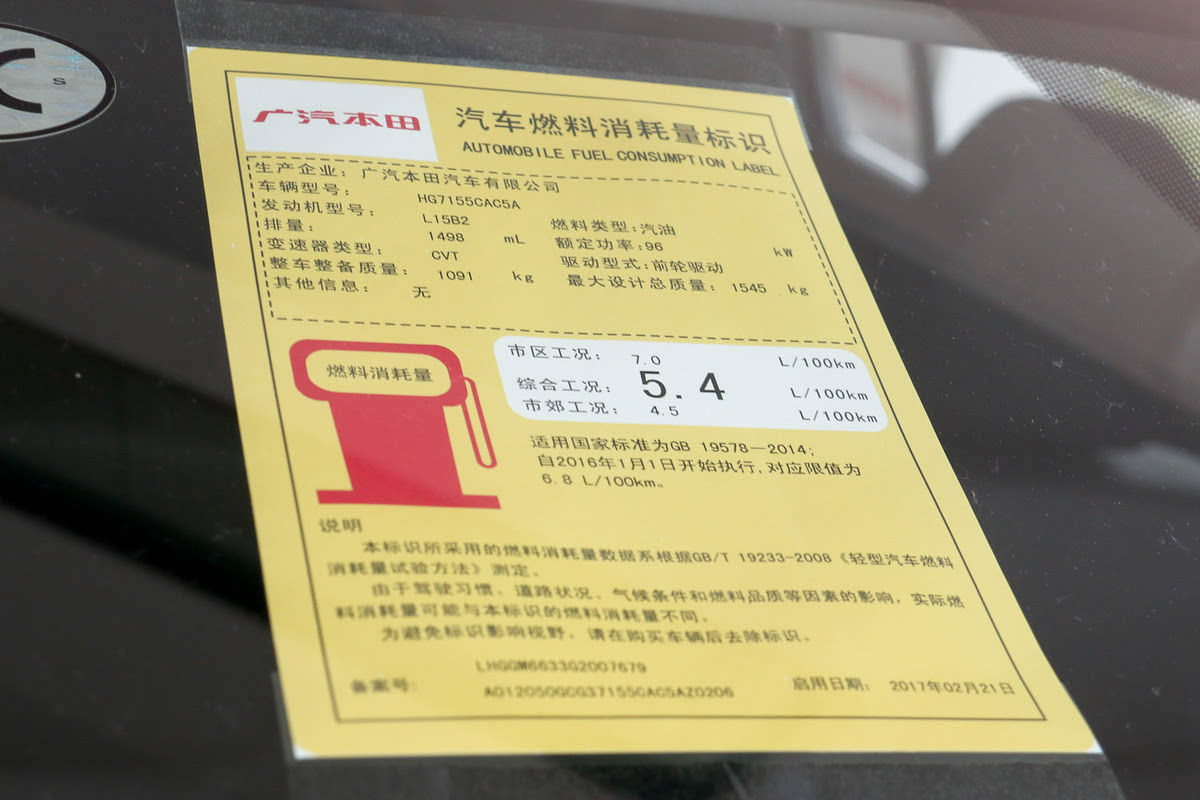 S
广汽本田
汽车燃料消耗量标识
AUTOMOBILE FUEL CONSUMPTION LABEL
生产企业: 广汽本田汽车有限公司
车辆型号: HG7155CAC5A
发动机型号: L15B2 燃料类型:汽油
排量: 1498 mL 额定功率:96 kW
变速器类型: CVT 驱动型式:前轮驱动
整车整备质量: 1091 kg 最大设计总质量: 1545 kg
其他信息: 无
燃料消耗量
市区工况: 7.0 L/100km
综合工况: 5.4 L/100km
市郊工况: 4.5 L/100km
适用国家标准为GB 19578—2014;
自2016年1月1日开始执行,对应限值为
6.8 L/100km。
说明
本标识所采用的燃料消耗量数据系根据GB/T 19233-2008《轻型汽车燃料
消耗量试验方法》测定。
由于驾驶习惯、道路状况、气候条件和燃料品质等因素的影响,实际燃
料消耗量可能与本标识的燃料消耗量不同。
为避免标识影响视野,请在购买车辆后去除标识。
LHGGM6633G2007679
备案号: A012050GCG37155CAC5AZ0206 启用日期: 2017年02月21日